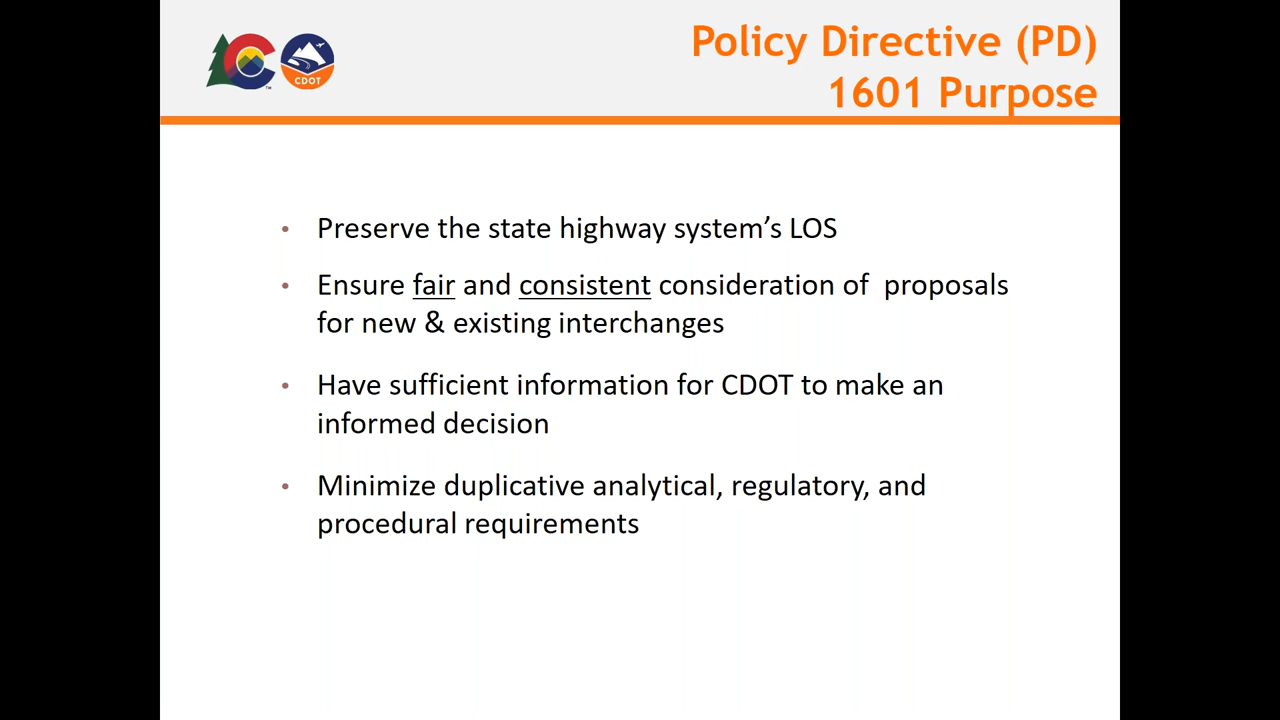 CDOT
Policy Directive (PD)
1601 Purpose
• Preserve the state highway system’s LOS
• Ensure fair and consistent consideration of  proposals
for new & existing interchanges
• Have sufficient information for CDOT to make an
informed decision
• Minimize duplicative analytical, regulatory, and
procedural requirements